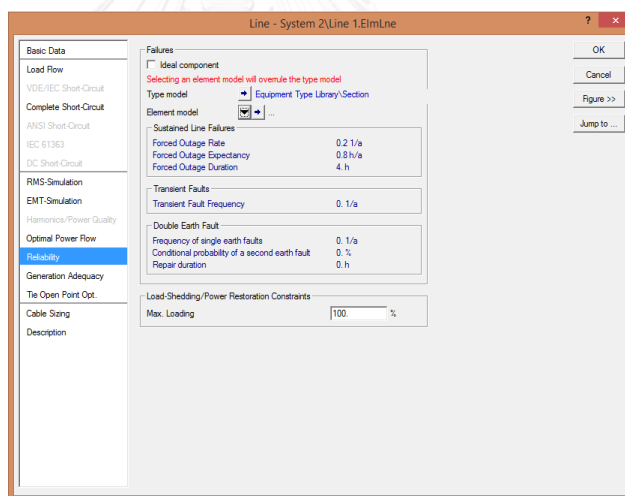 Line - System 2\Line 1.ElmLne
? ×
Basic Data
Load Flow
VDE/IEC Short-Circuit
Complete Short-Circuit
ANSI Short-Circuit
IEC 61363
DC Short-Circuit
RMS-Simulation
EMT-Simulation
Harmonics/Power Quality
Optimal Power Flow
Reliability
Generation Adequacy
Tie Open Point Opt.
Cable Sizing
Description
Failures
Ideal component
Selecting an element model will overrule the type model
Type model Equipment Type Library\Section
Element model ...
Sustained Line Failures
Forced Outage Rate 0.2 1/a
Forced Outage Expectancy 0.8 h/a
Forced Outage Duration 4. h
Transient Faults
Transient Fault Frequency 0. 1/a
Double Earth Fault
Frequency of single earth faults 0. 1/a
Conditional probability of a second earth fault 0. %
Repair duration 0. h
Load-Shedding/Power Restoration Constraints
Max. Loading 100. %
OK
Cancel
Figure >>
Jump to ...